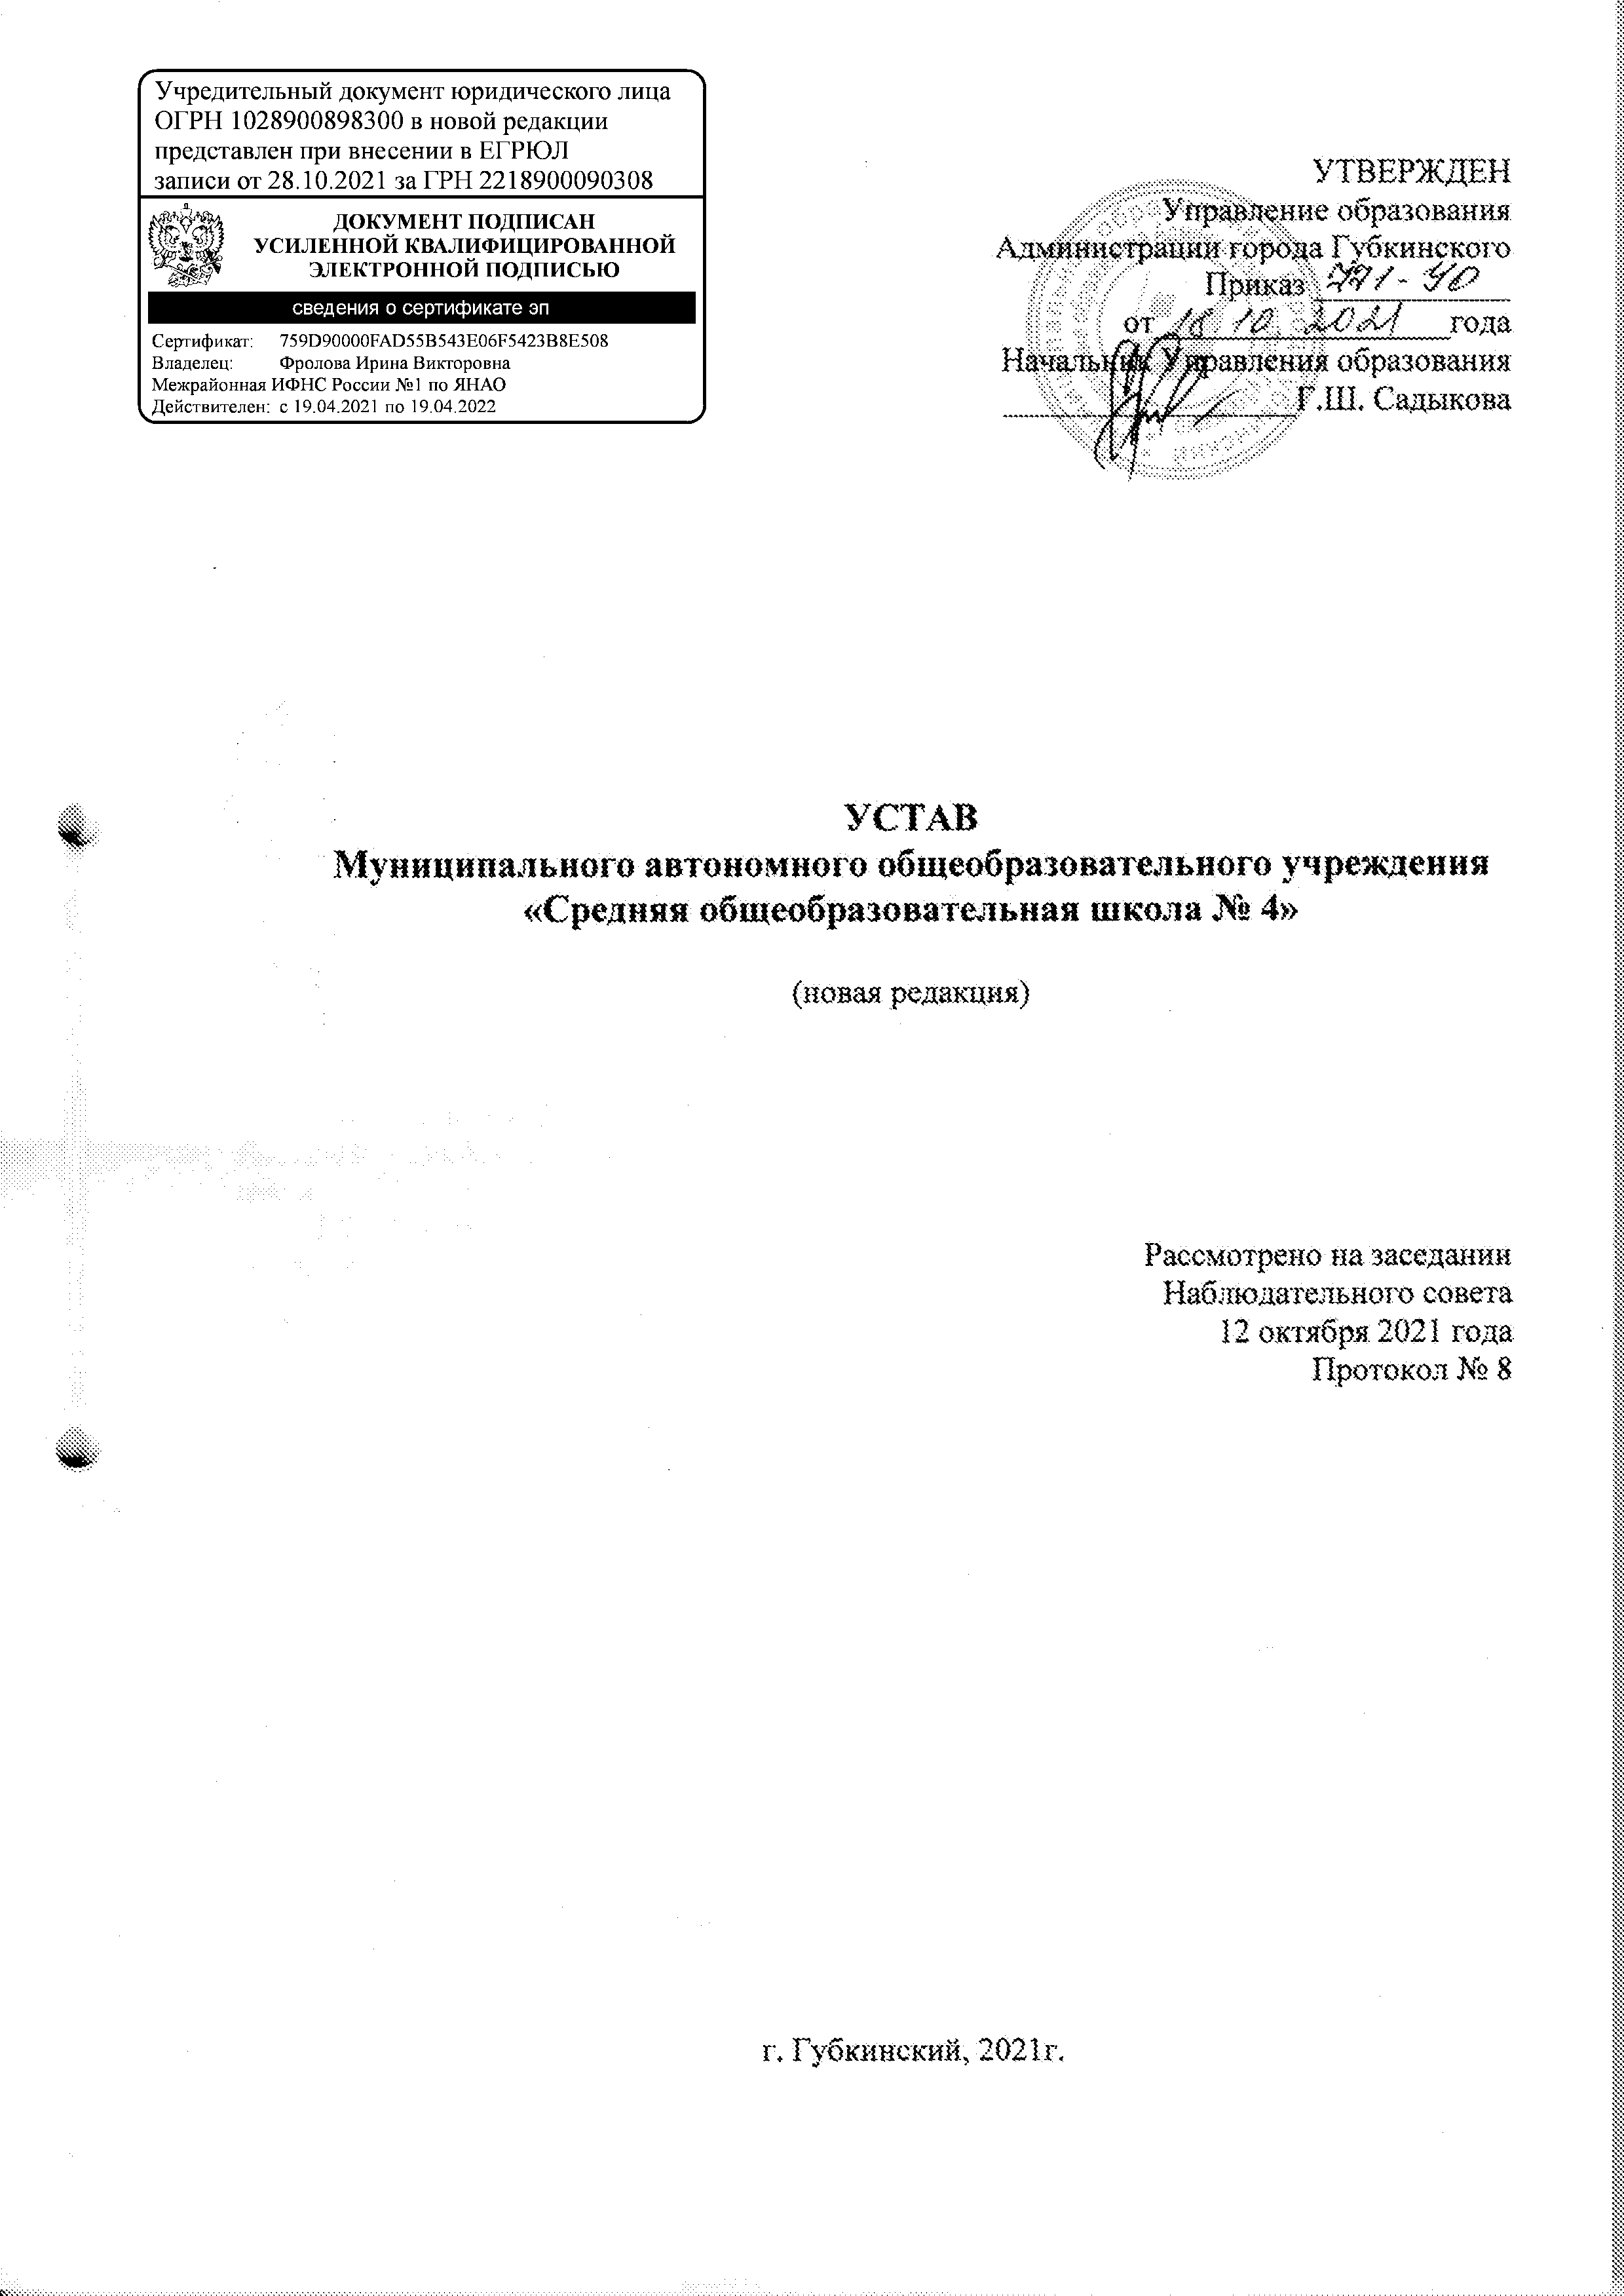 Учредительный документ юридического лица
ОГРН 1028900898300 в новой редакции
представлен при внесении в ЕГРЮЛ
записи от 28.10.2021 за ГРН 2218900090308
ДОКУМЕНТ ПОДПИСАН
УСИЛЕННОЙ КВАЛИФИЦИРОВАННОЙ
ЭЛЕКТРОННОЙ ПОДПИСЬЮ
сведения о сертификате эп
Сертификат: 759D90000FAD55B543E06F5423B8E508
Владелец: Фролова Ирина Викторовна
Межрайонная ИФНС России №1 по ЯНАО
Действителен: с 19.04.2021 по 19.04.2022
УТВЕРЖДЕН
Управление образования
Администрации города Губкинского
Приказ
от 18.10.2021 года
Начальник Управления образования
Г.Ш. Садыкова
УСТАВ
Муниципального автономного общеобразовательного учреждения
«Средняя общеобразовательная школа № 4»
(новая редакция)
Рассмотрено на заседании
Наблюдательного совета
12 октября 2021 года
Протокол № 8
г. Губкинский, 2021г.